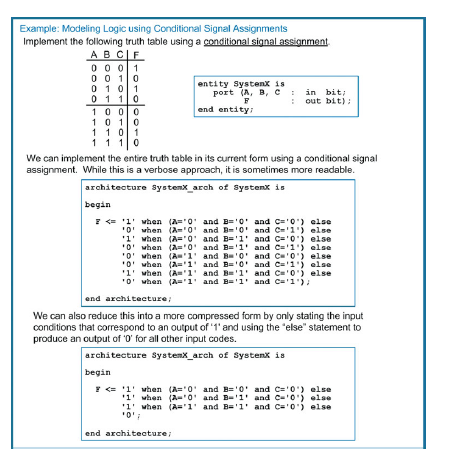 Example: Modeling Logic using Conditional Signal Assignments
Implement the following truth table using a conditional signal assignment.
A B C F
0 0 0 1
0 0 1 0
0 1 0 1
0 1 1 0
1 0 0 0
1 0 1 0
1 1 0 1
1 1 1 0
entity SystemX is
port (A, B, C : in bit;
F : out bit);
end entity;
We can implement the entire truth table in its current form using a conditional signal
assignment. While this is a verbose approach, it is sometimes more readable.
architecture SystemX_arch of SystemX is
begin
F <= '1' when (A='0' and B='0' and C='0') else
'0' when (A='0' and B='0' and C='1') else
'1' when (A='0' and B='1' and C='0') else
'0' when (A='0' and B='1' and C='1') else
'0' when (A='1' and B='0' and C='0') else
'0' when (A='1' and B='0' and C='1') else
'1' when (A='1' and B='1' and C='0') else
'0' when (A='1' and B='1' and C='1');
end architecture;
We can also reduce this into a more compressed form by only stating the input
conditions that correspond to an output of '1' and using the "else" statement to
produce an output of '0' for all other input codes.
architecture SystemX_arch of SystemX is
begin
F <= '1' when (A='0' and B='0' and C='0') else
'1' when (A='0' and B='1' and C='0') else
'1' when (A='1' and B='1' and C='0') else
'0';
end architecture;